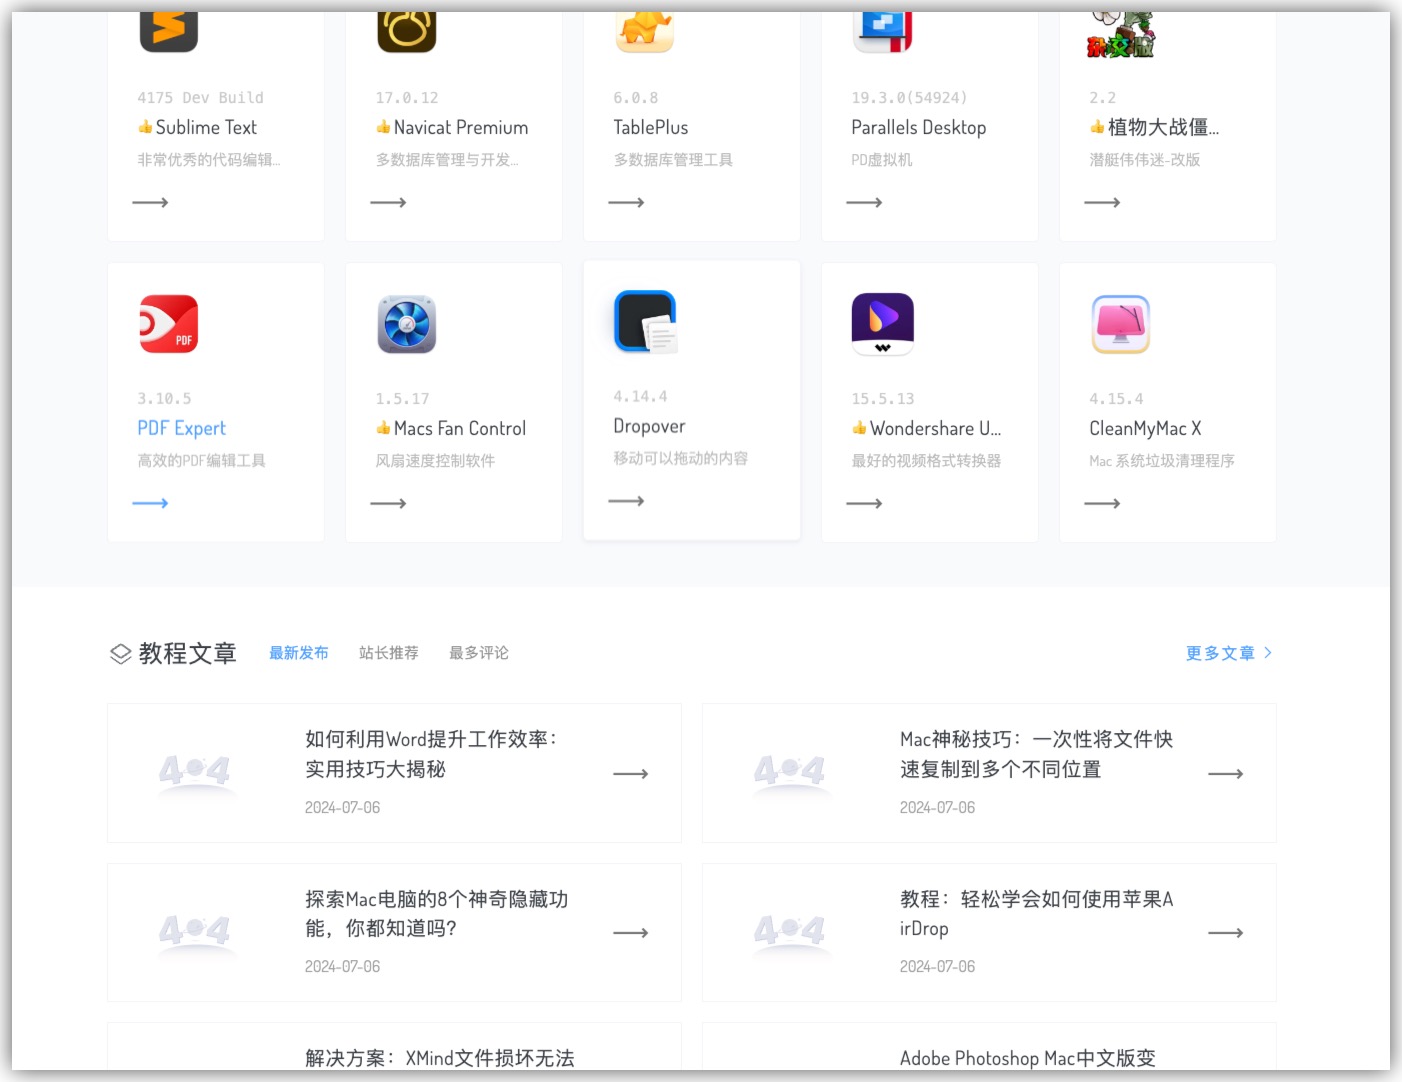 杂交版
4175 Dev Build
17.0.12
6.0.8
19.3.0(54924)
2.2
👍Sublime Text
👍Navicat Premium
TablePlus
Parallels Desktop
👍植物大战僵...
非常优秀的代码编辑...
多数据库管理与开发...
多数据库管理工具
PD虚拟机
潜艇伟伟迷-改版
PDF
3.10.5
1.5.17
4.14.4
15.5.13
4.15.4
PDF Expert
👍Macs Fan Control
Dropover
👍Wondershare U...
CleanMyMac X
高效的PDF编辑工具
风扇速度控制软件
移动可以拖动的内容
最好的视频格式转换器
Mac 系统垃圾清理程序
教程文章
最新发布
站长推荐
最多评论
更多文章
404
如何利用Word提升工作效率：
实用技巧大揭秘
2024-07-06
404
Mac神秘技巧：一次性将文件快
速复制到多个不同位置
2024-07-06
404
探索Mac电脑的8个神奇隐藏功
能，你都知道吗？
2024-07-06
404
教程：轻松学会如何使用苹果A
irDrop
2024-07-06
解决方案：XMind文件损坏无法
Adobe Photoshop Mac中文版变